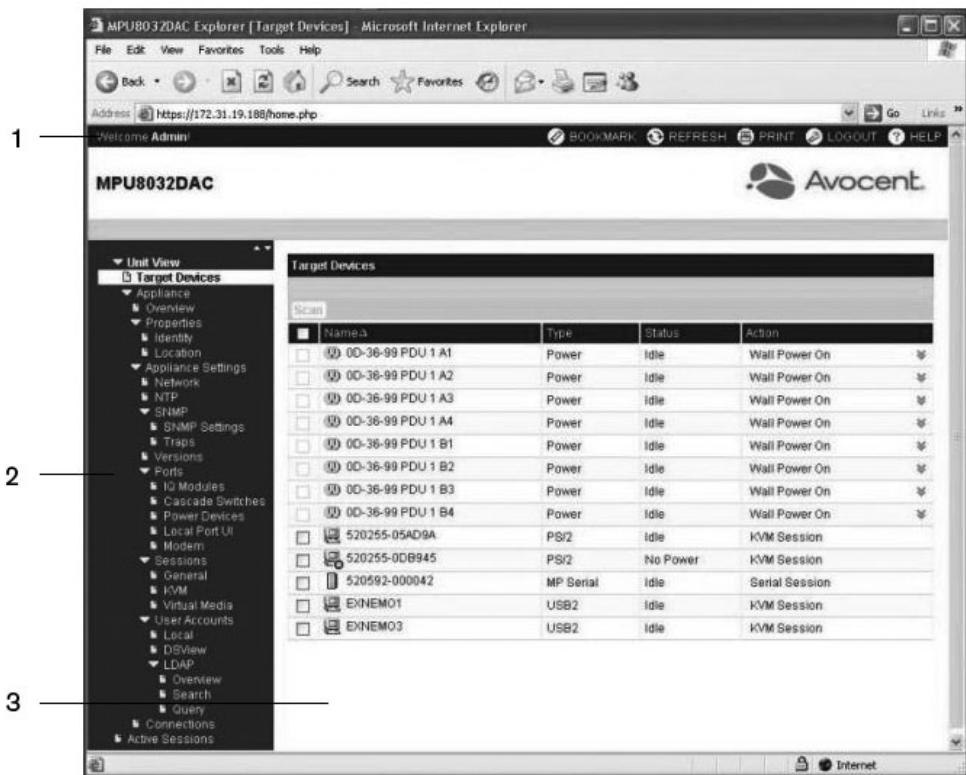 MPU8032DAC Explorer [Target Devices] - Microsoft Internet Explorer
File Edit View Favorites Tools Help
Back Search Favorites
Address https://172.31.19.188/home.php Go Links »
1
Welcome Admin! BOOKMARK REFRESH PRINT LOGOUT HELP
MPU8032DAC
Avocent.
Unit View
Target Devices
Appliance
Overview
Properties
Identity
Location
Appliance Settings
Network
NTP
SNMP
SNMP Settings
Traps
Versions
2
Ports
IQ Modules
Cascade Switches
Power Devices
Local Port UI
Modem
Sessions
General
KVM
Virtual Media
User Accounts
Local
DSView
LDAP
Overview
Search
3
Query
Connections
Active Sessions
Target Devices
Scan
Name Type Status Action
0D-36-99 PDU 1 A1 Power Idle Wall Power On
0D-36-99 PDU 1 A2 Power Idle Wall Power On
0D-36-99 PDU 1 A3 Power Idle Wall Power On
0D-36-99 PDU 1 A4 Power Idle Wall Power On
0D-36-99 PDU 1 B1 Power Idle Wall Power On
0D-36-99 PDU 1 B2 Power Idle Wall Power On
0D-36-99 PDU 1 B3 Power Idle Wall Power On
0D-36-99 PDU 1 B4 Power Idle Wall Power On
520255-05AD9A PS/2 Idle KVM Session
520255-0DB945 PS/2 No Power KVM Session
520592-000042 MP Serial Idle Serial Session
EXNEMO1 USB2 Idle KVM Session
EXNEMO3 USB2 Idle KVM Session
Internet